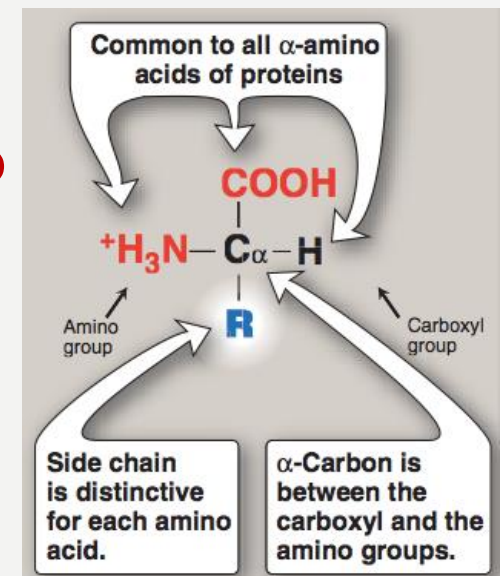 Common to all α-amino
acids of proteins
COOH
⁺H₃N–Cα–H
R
Amino
group
Carboxyl
group
Side chain
is distinctive
for each amino
acid.
α-Carbon is
between the
carboxyl and the
amino groups.